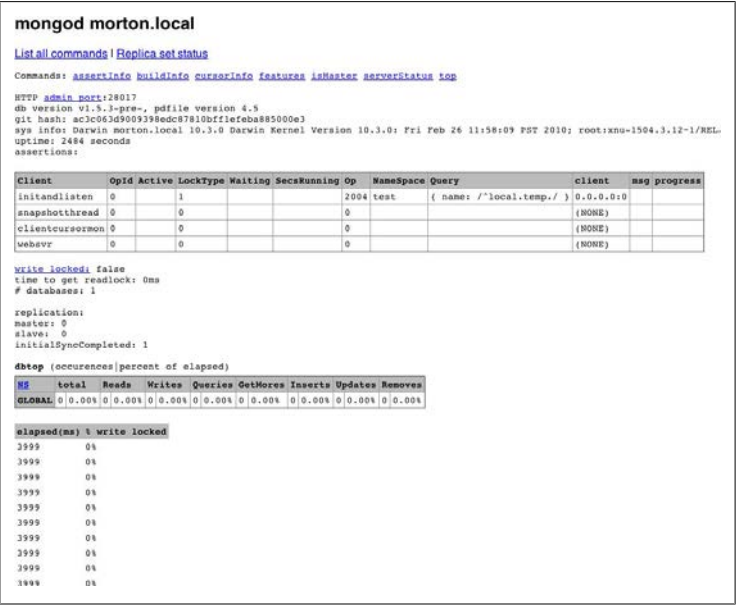 mongod morton.local
List all commands | Replica set status
Commands: assertInfo buildInfo cursorInfo features isMaster serverStatus top
HTTP admin port:28017
db version v1.5.3-pre-, pdfile version 4.5
git hash: ac3c063d9009398edc87810bff1efeba885000e3
sys info: Darwin morton.local 10.3.0 Darwin Kernel Version 10.3.0: Fri Feb 26 11:58:09 PST 2010; root:xnu-1504.3.12~1/REL
uptime: 2484 seconds
assertions:
Client OpId Active LockType Waiting SecsRunning Op NameSpace Query client msg progress
initandlisten 0 1 2004 test { name: /^local.temp./ } 0.0.0.0:0
snapshotthread 0 0 0 (NONE)
clientcursormon 0 0 0 (NONE)
websvr 0 0 0 (NONE)
write locked: false
time to get readlock: 0ms
# databases: 1
replication:
master: 0
slave: 0
initialSyncCompleted: 1
dbtop (occurences|percent of elapsed)
NS total Reads Writes Queries GetMores Inserts Updates Removes
GLOBAL 0 0.00% 0 0.00% 0 0.00% 0 0.00% 0 0.00% 0 0.00% 0 0.00% 0 0.00%
elapsed(ms) % write locked
3999 0%
3999 0%
3999 0%
3999 0%
3999 0%
3999 0%
3999 0%
3999 0%
3999 0%
3999 0%